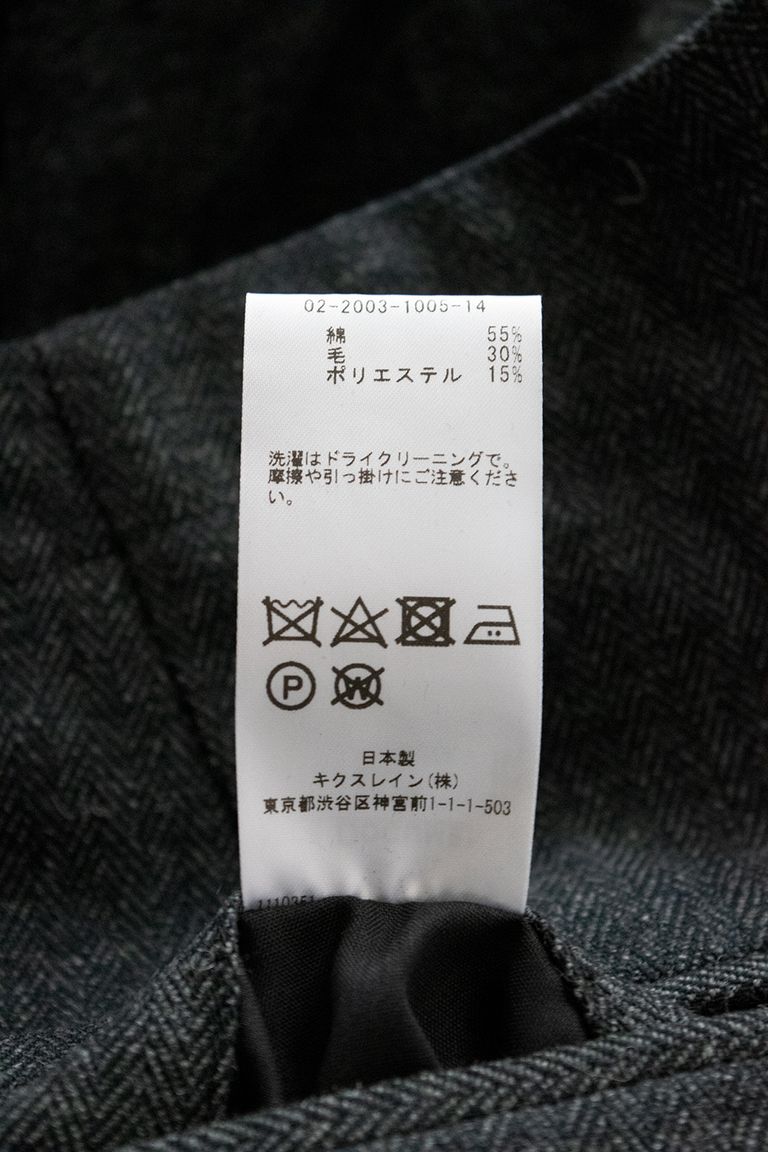 02-2003-1005-14
綿 55%
毛 30%
ポリエステル 15%
洗濯はドライクリーニングで。
摩擦や引っ掛けにご注意くださ
い。
P W
日本製
キクスレイン(株)
東京都渋谷区神宮前1-1-1-503